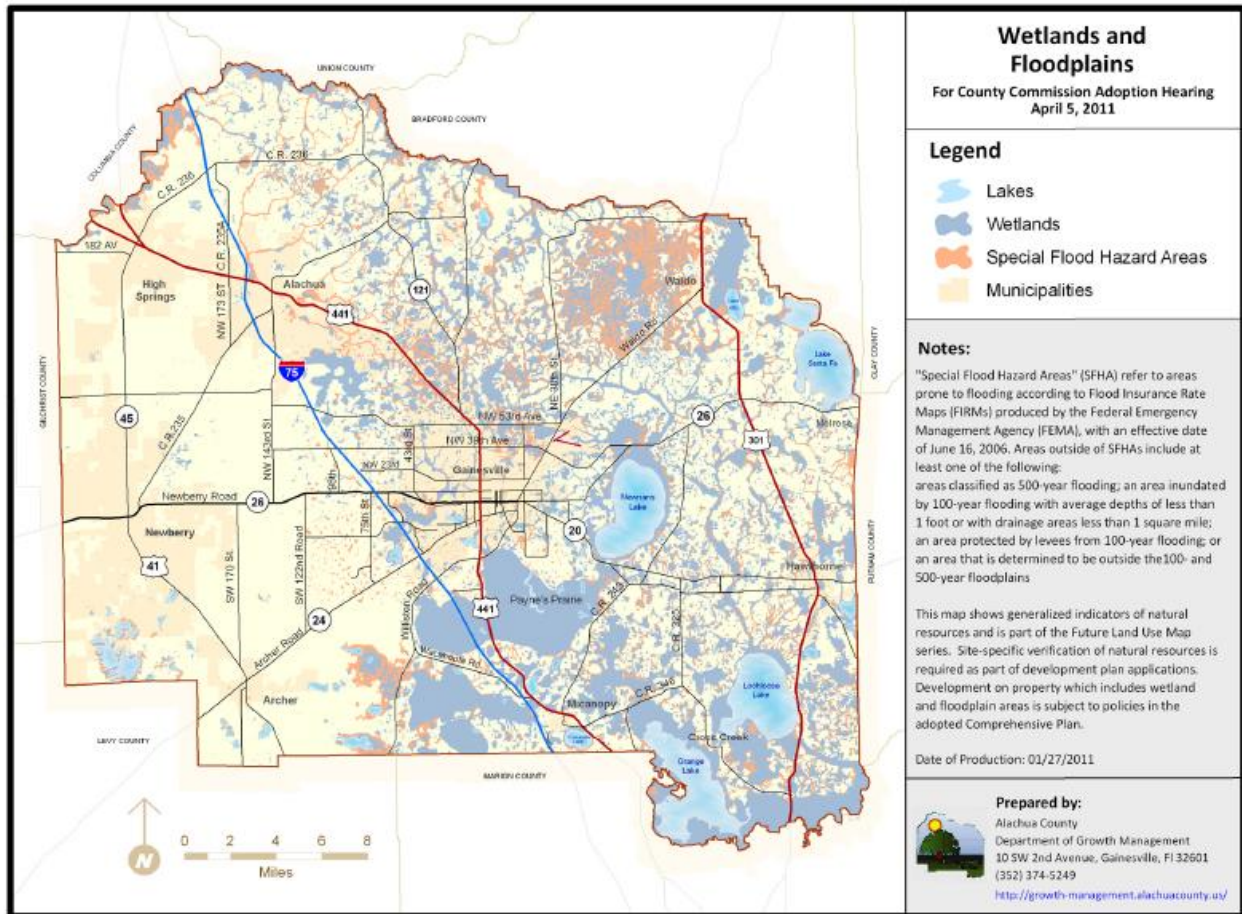 Wetlands and
Floodplains
For County Commission Adoption Hearing
April 5, 2011
Legend
Lakes
Wetlands
Special Flood Hazard Areas
Municipalities
Notes:
"Special Flood Hazard Areas" (SFHA) refer to areas
prone to flooding according to Flood Insurance Rate
Maps (FIRMs) produced by the Federal Emergency
Management Agency (FEMA), with an effective date
of June 16, 2006. Areas outside of SFHAs include at
least one of the following:
areas classified as 500-year flooding; an area inundated
by 100-year flooding with average depths of less than
1 foot or with drainage areas less than 1 square mile;
an area protected by levees from 100-year flooding; or
an area that is determined to be outside the100- and
500-year floodplains
This map shows generalized indicators of natural
resources and is part of the Future Land Use Map
series. Site-specific verification of natural resources is
required as part of development plan applications.
Development on property which includes wetland
and floodplain areas is subject to policies in the
adopted Comprehensive Plan.
Date of Production: 01/27/2011
Prepared by:
Alachua County
Department of Growth Management
10 SW 2nd Avenue, Gainesville, Fl 32601
(352) 374-5249
http://growth-management.alachuacounty.us/
UNION COUNTY
BRADFORD COUNTY
COLUMBIA COUNTY
C.R. 236
C.R. 236
182 AV
C.R. 235A
NW 173 ST
High
Springs
Alachua
441
121
Waldo
Waldo Rd
Lake
Santa Fe
CLAY COUNTY
GILCHRIST COUNTY
75
NE 39th St.
45
C.R.235
NW 143rd St
NW 53rd Ave
43rd St
NW 39th Ave
NW 23rd
26
301
Melrose
Gainesville
Newnans
Lake
Newberry Road
26
98th
75th St.
20
Newberry
41
SW 170 St.
SW 122nd Road
24
Archer Road
Williston Road
Payne's Prairie
441
C.R. 325
Hawthorne
PUTNAM COUNTY
Wacahoota Rd.
Archer
Micanopy
C.R. 346
Lochloosa
Lake
Cross Creek
Orange
Lake
LEVY COUNTY
MARION COUNTY
N
0 2 4 6 8
Miles